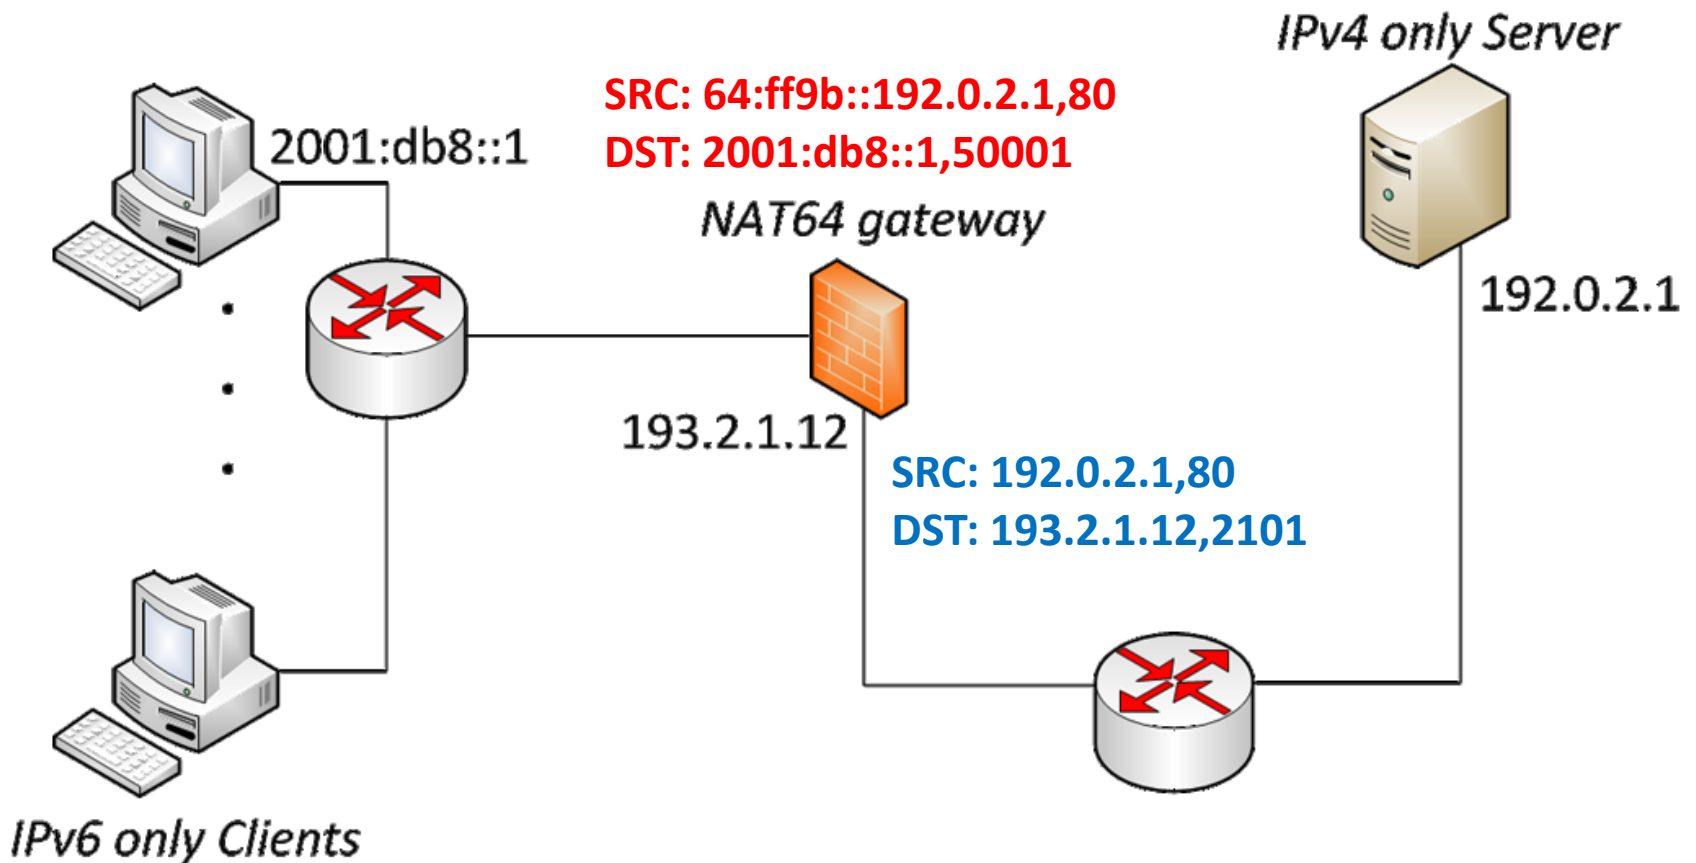 IPv4 only Server
SRC: 64:ff9b::192.0.2.1,80
DST: 2001:db8::1,50001
2001:db8::1
NAT64 gateway
192.0.2.1
193.2.1.12
SRC: 192.0.2.1,80
DST: 193.2.1.12,2101
IPv6 only Clients